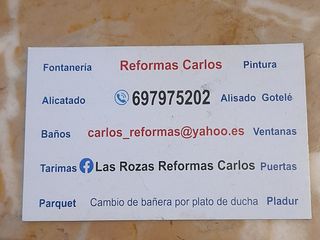 Fontanería Reformas Carlos Pintura
Alicatado 697975202 Alisado Gotelé
Baños carlos_reformas@yahoo.es Ventanas
Tarimas Las Rozas Reformas Carlos Puertas
Parquet Cambio de bañera por plato de ducha Pladur